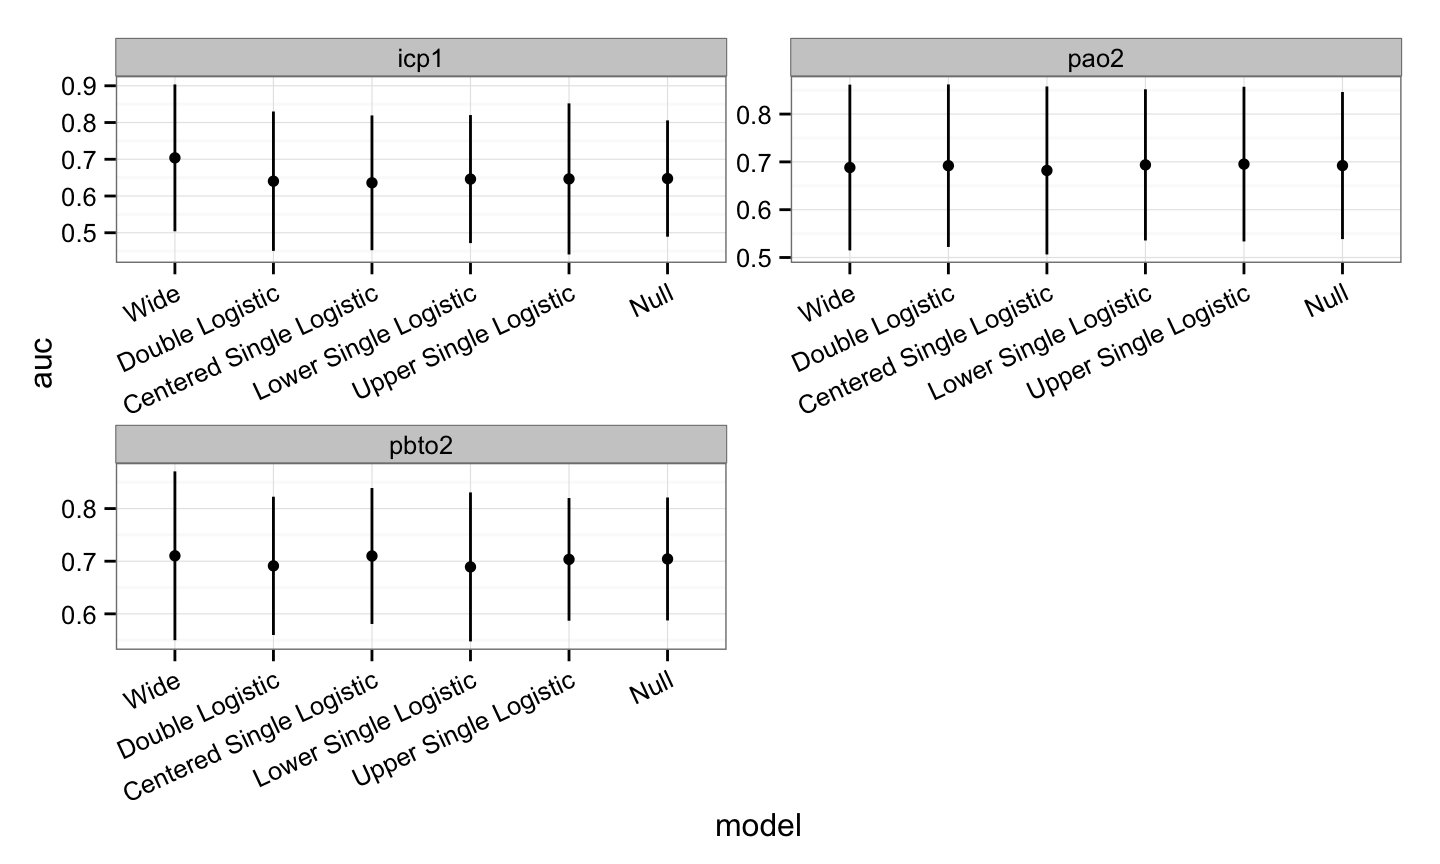 icp1
0.9
0.8
0.7
0.6
0.5
Wide
Double Logistic
Centered Single Logistic
Lower Single Logistic
Upper Single Logistic
Null
pao2
0.8
0.7
0.6
0.5
Wide
Double Logistic
Centered Single Logistic
Lower Single Logistic
Upper Single Logistic
Null
auc
pbto2
0.8
0.7
0.6
Wide
Double Logistic
Centered Single Logistic
Lower Single Logistic
Upper Single Logistic
Null
model